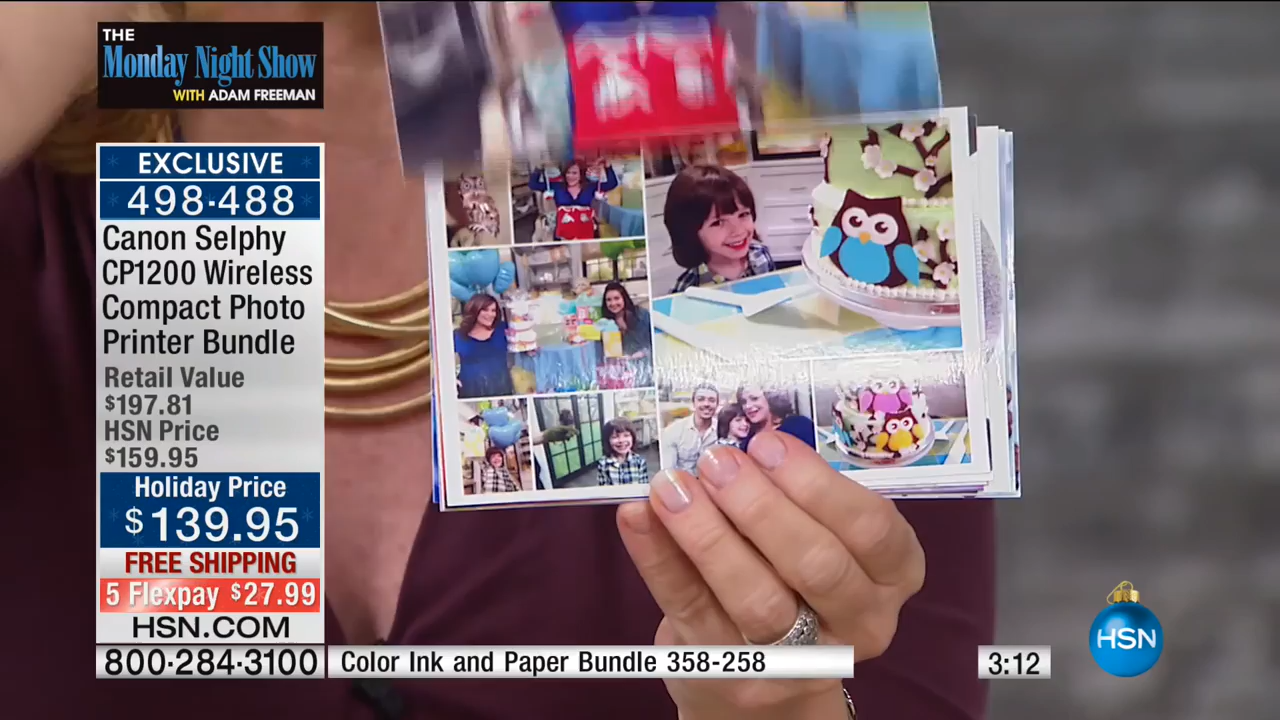 THE
Monday Night Show
WITH ADAM FREEMAN
EXCLUSIVE
498-488
Canon Selphy
CP1200 Wireless
Compact Photo
Printer Bundle
Retail Value
$197.81
HSN Price
$159.95
Holiday Price
$139.95
FREE SHIPPING
5 Flexpay $27.99
HSN.COM
800-284-3100
Color Ink and Paper Bundle 358-258
3:12
HSN